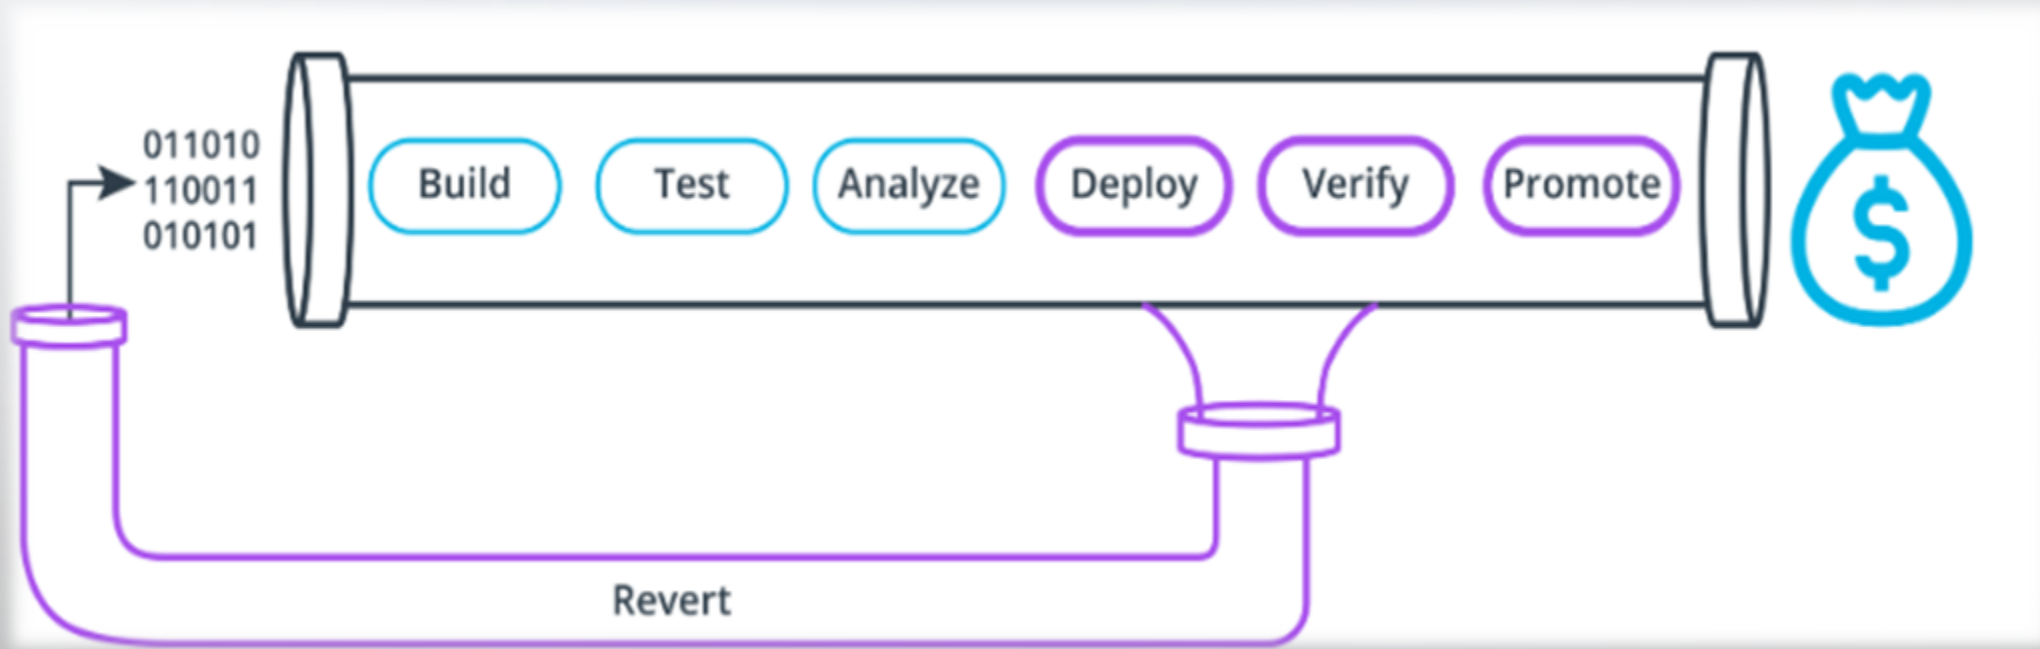 011010
110011
010101
Build Test Analyze Deploy Verify Promote
$
Revert